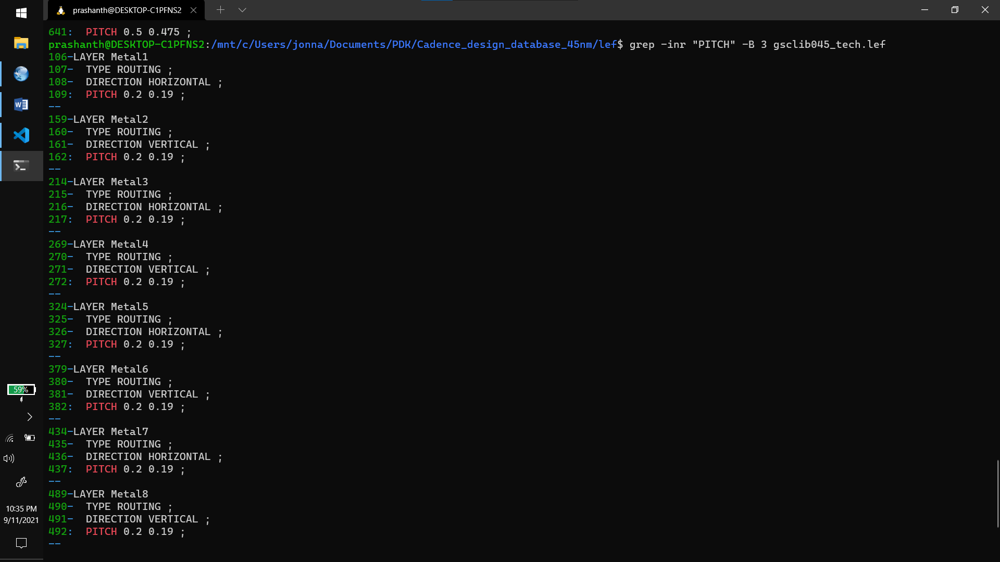 prashanth@DESKTOP-C1PFNS2
641:  PITCH 0.5 0.475 ;
prashanth@DESKTOP-C1PFNS2:/mnt/c/Users/jonna/Documents/PDK/Cadence_design_database_45nm/lef$ grep -inr "PITCH" -B 3 gsclib045_tech.lef
106-LAYER Metal1
107-  TYPE ROUTING ;
108-  DIRECTION HORIZONTAL ;
109:  PITCH 0.2 0.19 ;
--
159-LAYER Metal2
160-  TYPE ROUTING ;
161-  DIRECTION VERTICAL ;
162:  PITCH 0.2 0.19 ;
--
214-LAYER Metal3
215-  TYPE ROUTING ;
216-  DIRECTION HORIZONTAL ;
217:  PITCH 0.2 0.19 ;
--
269-LAYER Metal4
270-  TYPE ROUTING ;
271-  DIRECTION VERTICAL ;
272:  PITCH 0.2 0.19 ;
--
324-LAYER Metal5
325-  TYPE ROUTING ;
326-  DIRECTION HORIZONTAL ;
327:  PITCH 0.2 0.19 ;
--
379-LAYER Metal6
380-  TYPE ROUTING ;
381-  DIRECTION VERTICAL ;
382:  PITCH 0.2 0.19 ;
--
434-LAYER Metal7
435-  TYPE ROUTING ;
436-  DIRECTION HORIZONTAL ;
437:  PITCH 0.2 0.19 ;
--
489-LAYER Metal8
490-  TYPE ROUTING ;
491-  DIRECTION VERTICAL ;
492:  PITCH 0.2 0.19 ;
--
W
59%
10:35 PM
9/11/2021